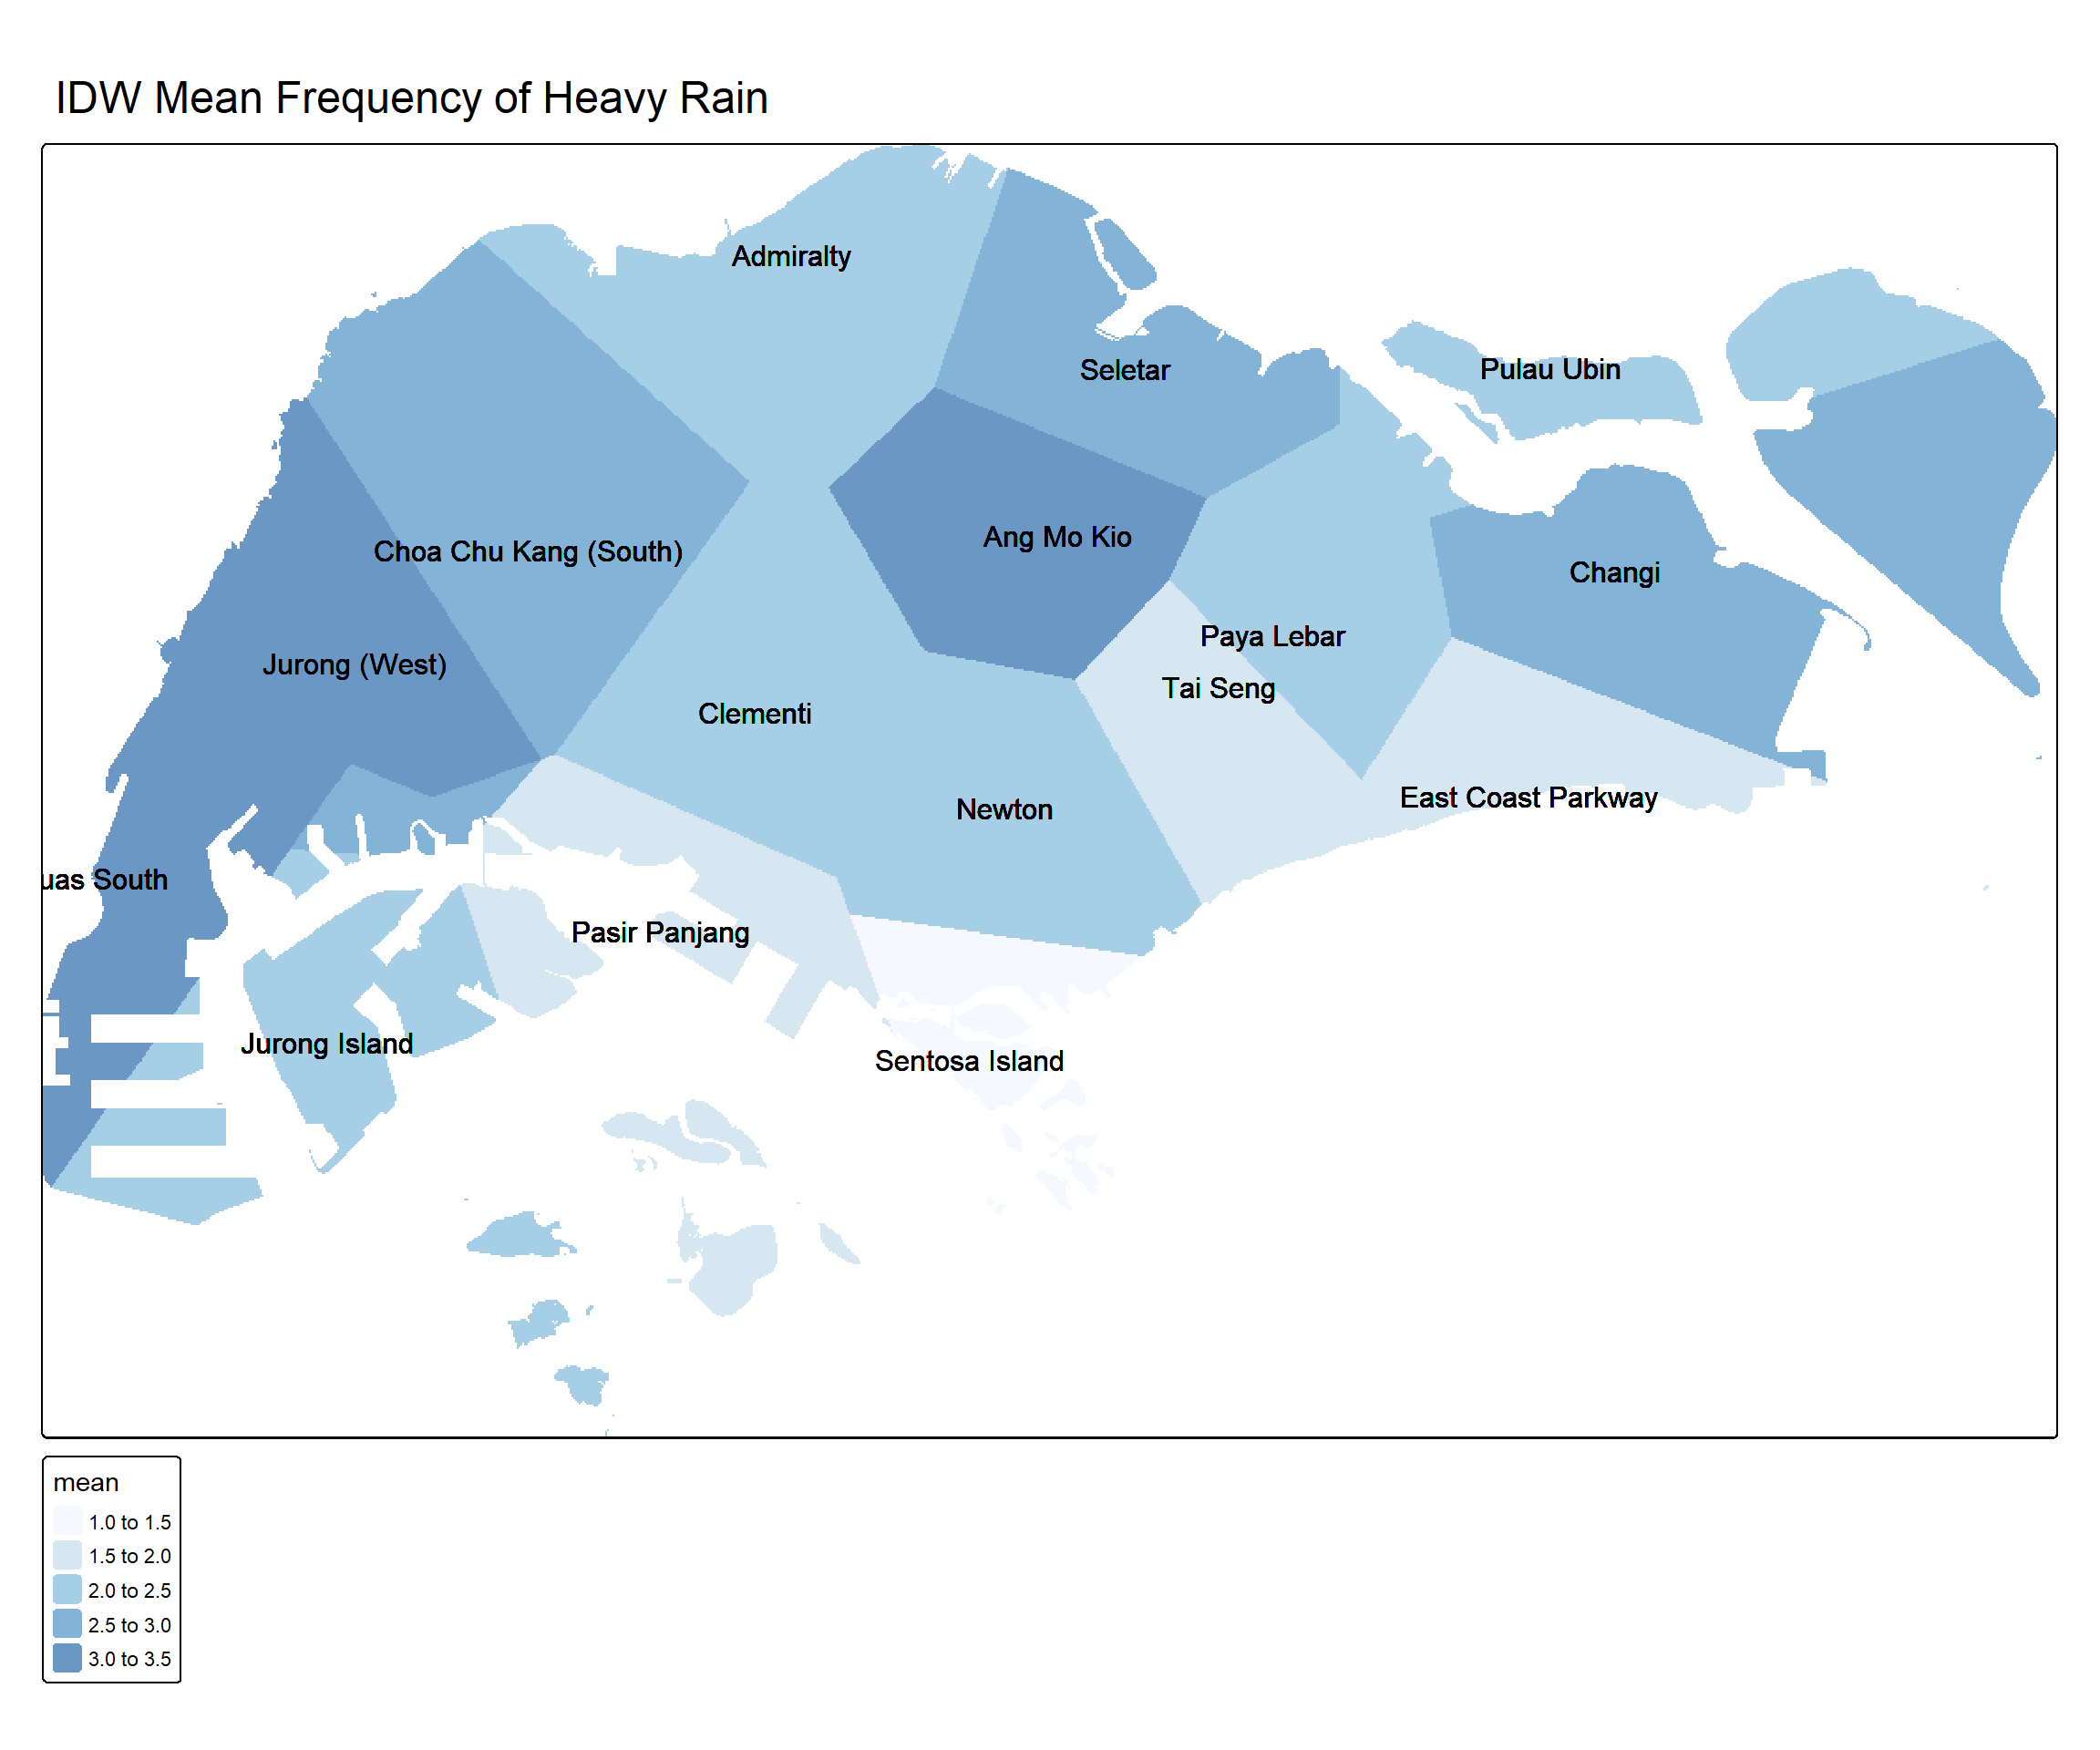 IDW Mean Frequency of Heavy Rain
Admiralty
Seletar
Pulau Ubin
Ang Mo Kio
Choa Chu Kang (South)
Changi
Paya Lebar
Jurong (West)
Tai Seng
Clementi
East Coast Parkway
Newton
uas South
Pasir Panjang
Jurong Island
Sentosa Island
mean
1.0 to 1.5
1.5 to 2.0
2.0 to 2.5
2.5 to 3.0
3.0 to 3.5